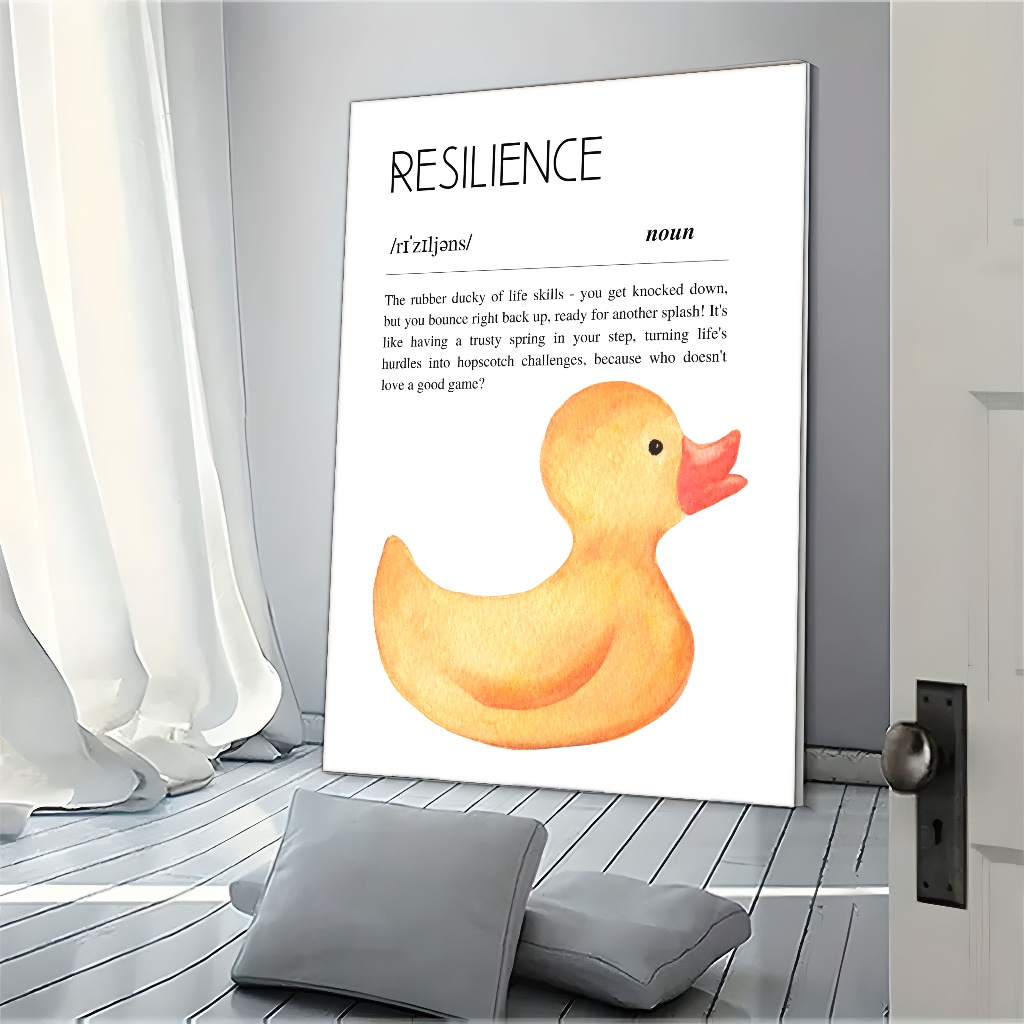 RESILIENCE
/rɪˈzɪljəns/ noun
The rubber ducky of life skills - you get knocked down,
but you bounce right back up, ready for another splash! It's
like having a trusty spring in your step, turning life's
hurdles into hopscotch challenges, because who doesn't
love a good game?